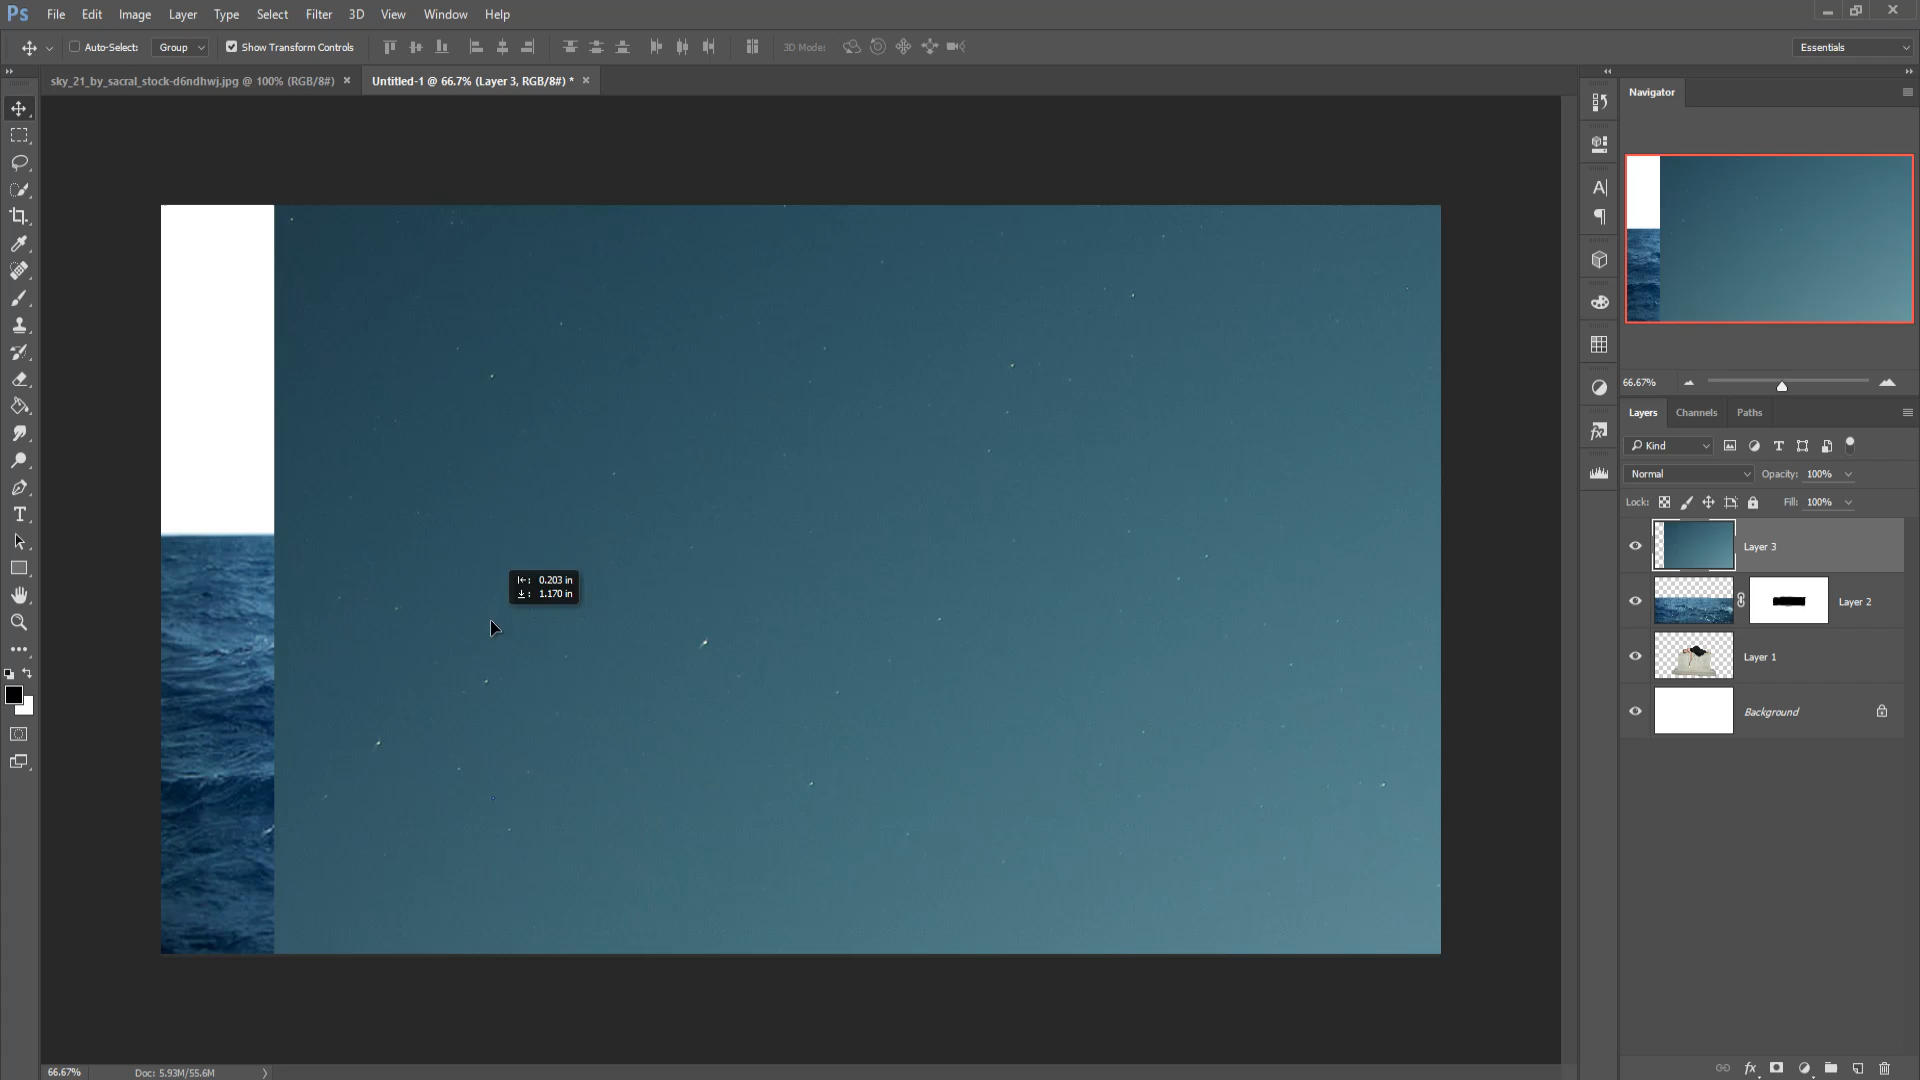 Ps File Edit Image Layer Type Select Filter 3D View Window Help
Auto-Select: Group Show Transform Controls 3D Mode: Essentials
sky_21_by_sacral_stock-d6ndhwj.jpg @ 100% (RGB/8#) × Untitled-1 @ 66.7% (Layer 3, RGB/8#) * ×
Navigator
66.67%
Layers Channels Paths
Kind
Normal Opacity: 100%
Lock: Fill: 100%
Layer 3
0.203 in
1.170 in
Layer 2
Layer 1
Background
66.67% Doc: 5.93M/55.6M